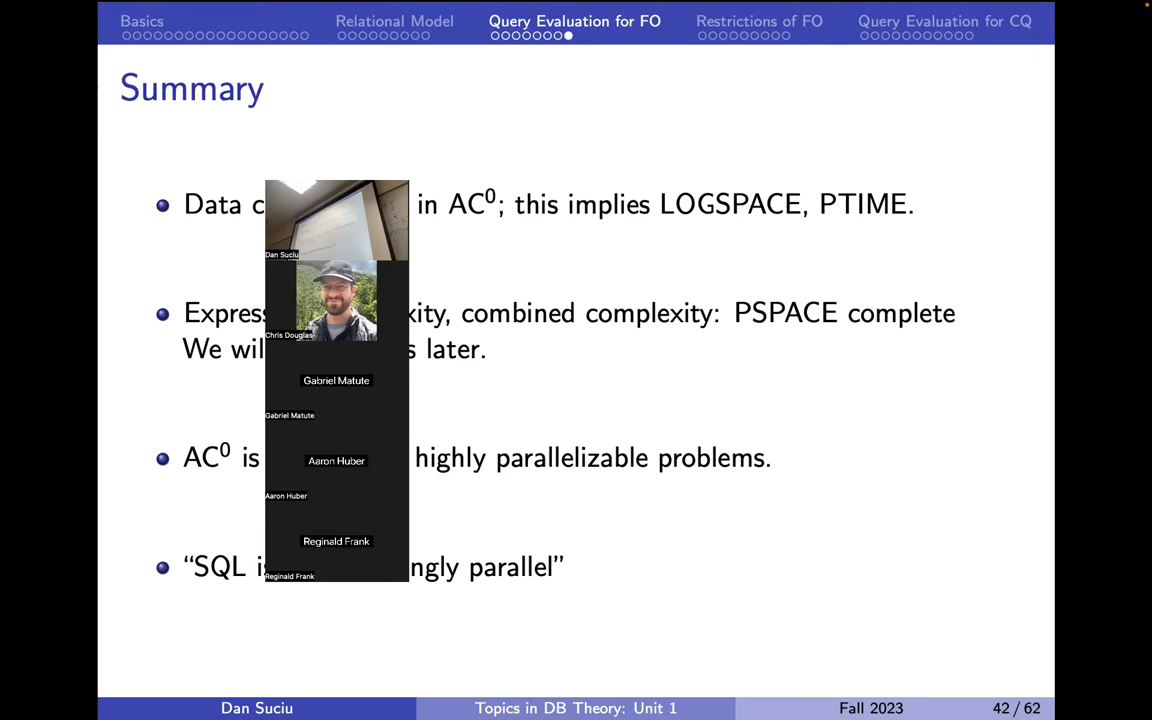 Basics Relational Model Query Evaluation for FO Restrictions of FO Query Evaluation for CQ
Summary
Data c in AC⁰; this implies LOGSPACE, PTIME.
Dan Suciu
Express xity, combined complexity: PSPACE complete
Chris Douglas
We wil s later.
Gabriel Matute
Gabriel Matute
AC⁰ is highly parallelizable problems.
Aaron Huber
Aaron Huber
Reginald Frank
“SQL is ngly parallel”
Reginald Frank
Dan Suciu Topics in DB Theory: Unit 1 Fall 2023 42 / 62